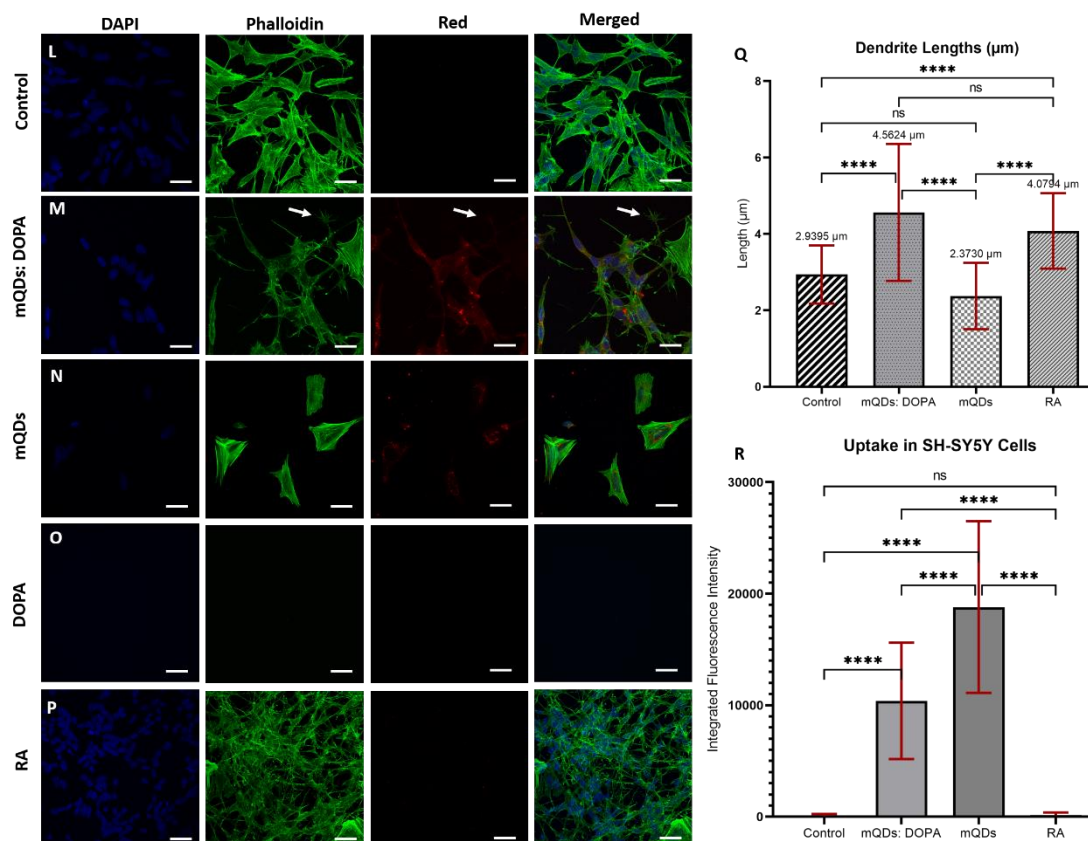 DAPI Phalloidin Red Merged
L
Control
M
mQDs: DOPA
N
mQDs
O
DOPA
P
RA
Q
Dendrite Lengths (µm)
****
ns
ns
4.5624 µm
**** **** ****
4.0794 µm
2.9395 µm
2.3730 µm
Length (µm)
8
6
4
2
0
Control mQDs: DOPA mQDs RA
R
Uptake in SH-SY5Y Cells
ns
****
****
**** ****
****
Integrated Fluorescence Intensity
30000
20000
10000
0
Control mQDs: DOPA mQDs RA